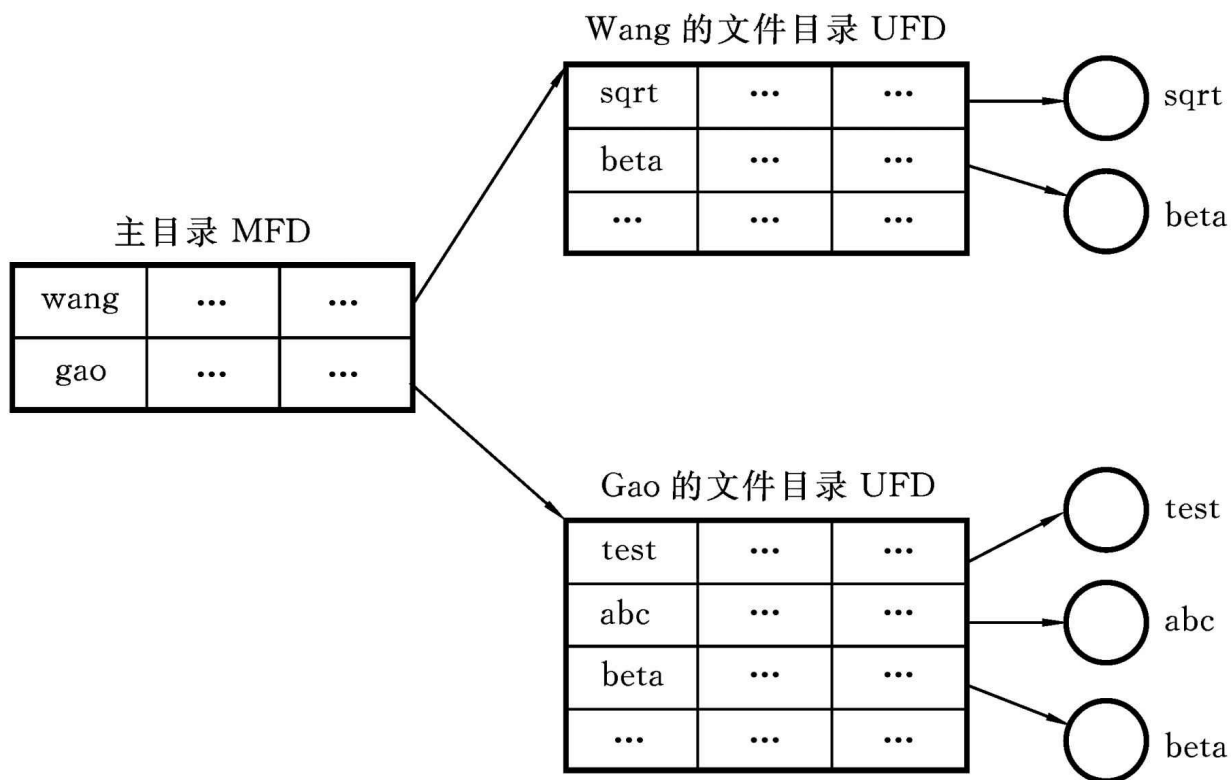 Wang 的文件目录 UFD
sqrt ... ...
beta ... ...
... ... ...
sqrt
beta
主目录 MFD
wang ... ...
gao ... ...
Gao 的文件目录 UFD
test ... ...
abc ... ...
beta ... ...
... ... ...
test
abc
beta